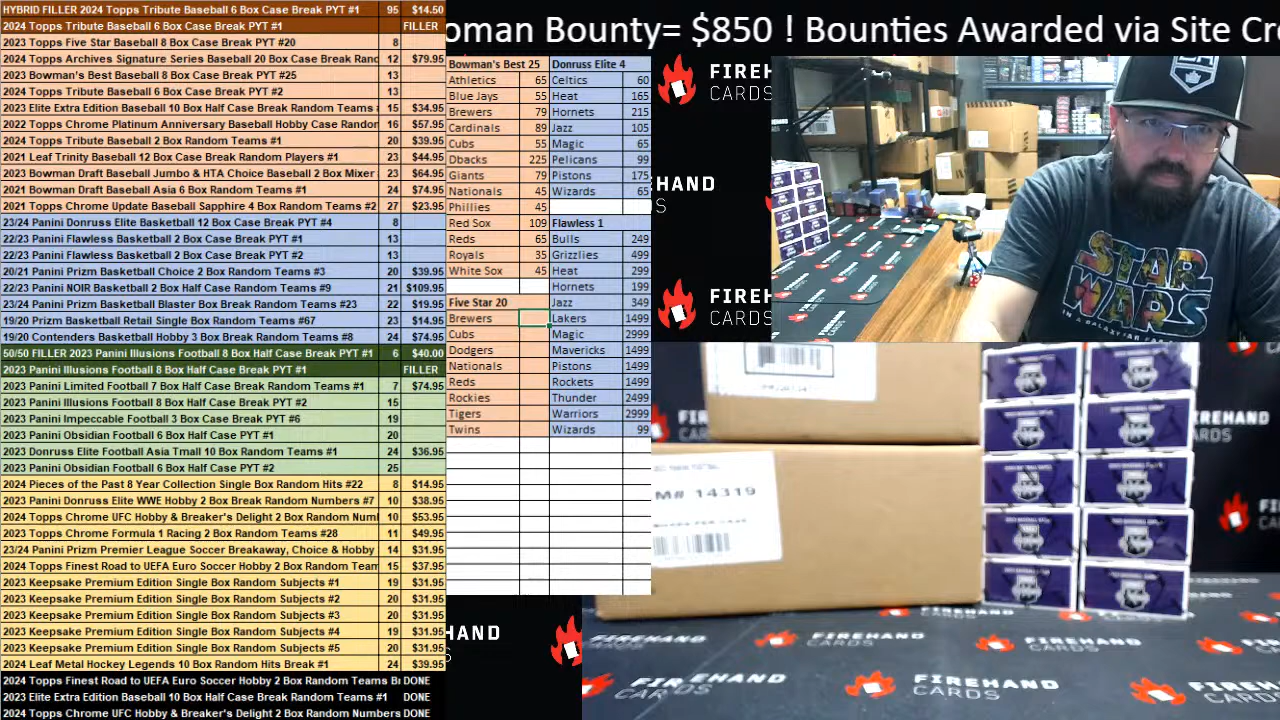 HYBRID FILLER 2024 Topps Tribute Baseball 6 Box Case Break PYT #1 95 $14.50
2024 Topps Tribute Baseball 6 Box Case Break PYT #1 FILLER
2023 Topps Five Star Baseball 8 Box Case Break PYT #20 8
2024 Topps Archives Signature Series Baseball 20 Box Case Break Ranc 12 $79.95
2023 Bowman's Best Baseball 8 Box Case Break PYT #25 13
2024 Topps Tribute Baseball 6 Box Case Break PYT #2 13
2023 Elite Extra Edition Baseball 10 Box Half Case Break Random Teams 15 $34.95
2022 Topps Chrome Platinum Anniversary Baseball Hobby Case Randor 16 $57.95
2024 Topps Tribute Baseball 2 Box Random Teams #1 20 $39.95
2021 Leaf Trinity Baseball 12 Box Case Break Random Players #1 23 $44.95
2023 Bowman Draft Baseball Jumbo & HTA Choice Baseball 2 Box Mixer 23 $64.95
2021 Bowman Draft Baseball Asia 6 Box Random Teams #1 24 $74.95
2021 Topps Chrome Update Baseball Sapphire 4 Box Random Teams #2 27 $23.95
23/24 Panini Donruss Elite Basketball 12 Box Case Break PYT #4 8
22/23 Panini Flawless Basketball 2 Box Case Break PYT #1 13
22/23 Panini Flawless Basketball 2 Box Case Break PYT #2 13
20/21 Panini Prizm Basketball Choice 2 Box Random Teams #3 20 $39.95
22/23 Panini NOIR Basketball 2 Box Random Teams #9 21 $109.95
23/24 Panini Prizm Basketball Blaster Box Random Teams #23 22 $19.95
19/20 Prizm Basketball Retail Single Box Random Teams #67 23 $14.95
19/20 Contenders Basketball Hobby 3 Box Break Random Teams #8 24 $74.95
50/50 FILLER 2023 Panini Illusions Football 8 Box Half Case Break PYT #1 6 $40.00
2023 Panini Illusions Football 8 Box Half Case Break PYT #1 FILLER
2023 Panini Limited Football 7 Box Half Case Break Random Teams #1 7 $74.95
2023 Panini Illusions Football 8 Box Half Case Break PYT #2 15
2023 Panini Impeccable Football 3 Box Case Break PYT #6 19
2023 Panini Obsidian Football 6 Box Half Case PYT #1 20
2023 Donruss Elite Football Asia Tmall 10 Box Random Teams #1 24 $36.95
2023 Panini Obsidian Football 6 Box Half Case PYT #2 25
2024 Pieces of the Past 8 Year Collection Single Box Random Hits #22 8 $14.95
2023 Panini Donruss Elite WWE Hobby 2 Box Break Random Numbers #7 10 $38.95
2024 Topps Chrome UFC Hobby & Breaker's Delight 2 Box Random Num 10 $53.95
2023 Topps Chrome Formula 1 Racing 2 Box Random Teams #28 11 $49.95
23/24 Panini Prizm Premier League Soccer Breakaway, Choice & Hobby 14 $31.95
2024 Topps Finest Road to UEFA Euro Soccer Hobby 2 Box Random Team 15 $37.95
2023 Keepsake Premium Edition Single Box Random Subjects #1 19 $31.95
2023 Keepsake Premium Edition Single Box Random Subjects #2 20 $31.95
2023 Keepsake Premium Edition Single Box Random Subjects #3 20 $31.95
2023 Keepsake Premium Edition Single Box Random Subjects #4 19 $31.95
2023 Keepsake Premium Edition Single Box Random Subjects #5 20 $31.95
2024 Leaf Metal Hockey Legends 10 Box Random Hits Break #1 24 $39.95
2024 Topps Finest Road to UEFA Euro Soccer Hobby 2 Box Random Teams B DONE
2023 Elite Extra Edition Baseball 10 Box Half Case Break Random Teams #1 DONE
2024 Topps Chrome UFC Hobby & Breaker's Delight 2 Box Random Numbers DONE
oman Bounty= $850 ! Bounties Awarded via Site Cr
Bowman's Best 25
Athletics 65
Blue Jays 55
Brewers 79
Cardinals 89
Cubs 55
Dbacks 225
Giants 79
Nationals 45
Phillies 45
Red Sox 109
Reds 65
Royals 35
White Sox 45
Five Star 20
Brewers
Cubs
Dodgers
Nationals
Reds
Rockies
Tigers
Twins
Donruss Elite 4
Celtics 60
Heat 165
Hornets 215
Jazz 105
Magic 65
Pelicans 99
Pistons 175
Wizards 65
Flawless 1
Bulls 249
Grizzlies 499
Heat 299
Hornets 199
Jazz 349
Lakers 1499
Magic 2999
Mavericks 1499
Pistons 1499
Rockets 1499
Thunder 2499
Warriors 2999
Wizards 99
FIREH
CARDS
HAND
FIREH
CARDS
STAR
WARS
IN A GALAXY FAR FAR
M# 14319
FIREHAND
IREHAND
CARDS
HAND
FIREHAND
FIREHAND
FIREHAND
CARDS
FIREHAND
CARDS
FIREHAND
CARDS